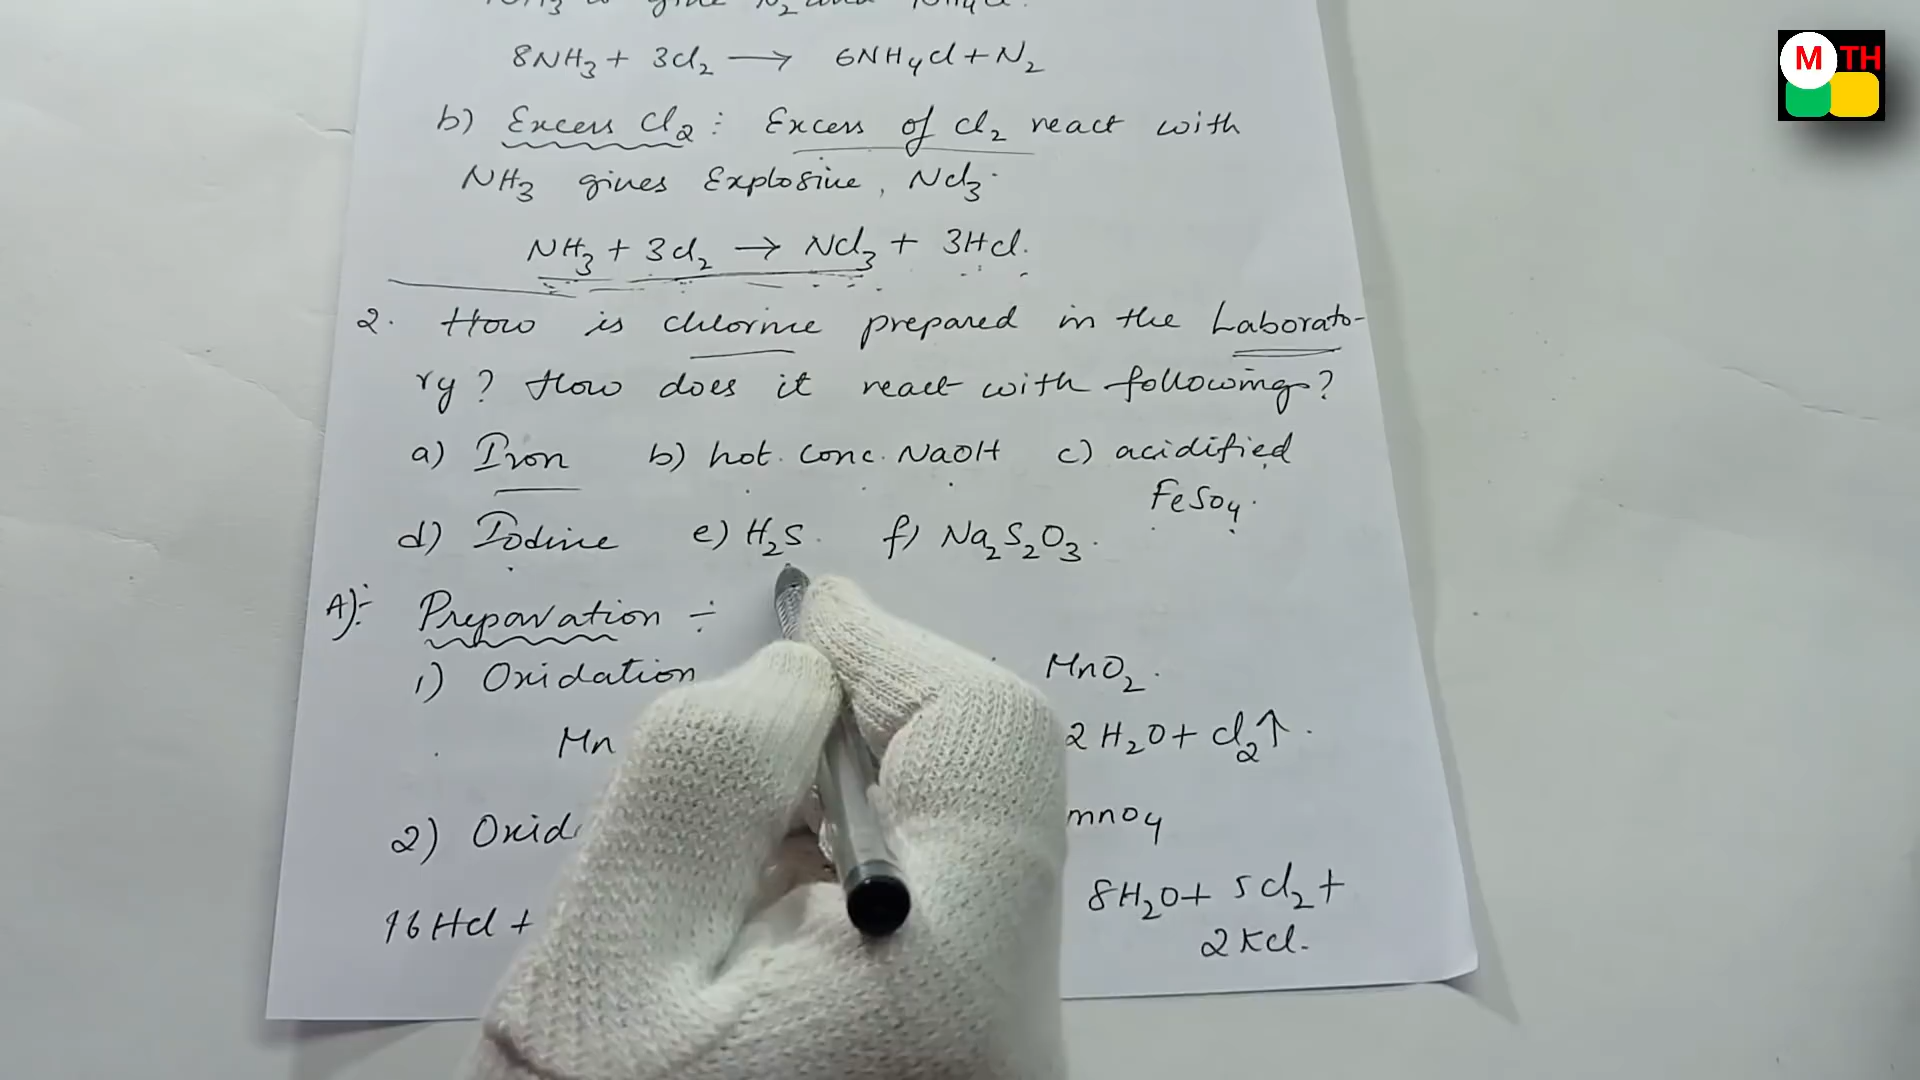 8NH₃ + 3Cl₂ → 6NH₄Cl + N₂
b) Excess Cl₂ : Excess of Cl₂ react with
NH₃ gives Explosive, NCl₃.
NH₃ + 3Cl₂ → NCl₃ + 3HCl.
2. How is chlorine prepared in the Laborato-
ry? How does it react with following?
a) Iron b) hot. conc. NaOH c) acidified
FeSO₄.
d) Iodine e) H₂S. f) Na₂S₂O₃.
A):- Preparation ÷
1) Oxidation MnO₂.
Mn 2H₂O + Cl₂↑.
2) Oxid mnO₄
16HCl + 8H₂O + 5Cl₂ +
2KCl.
M TH